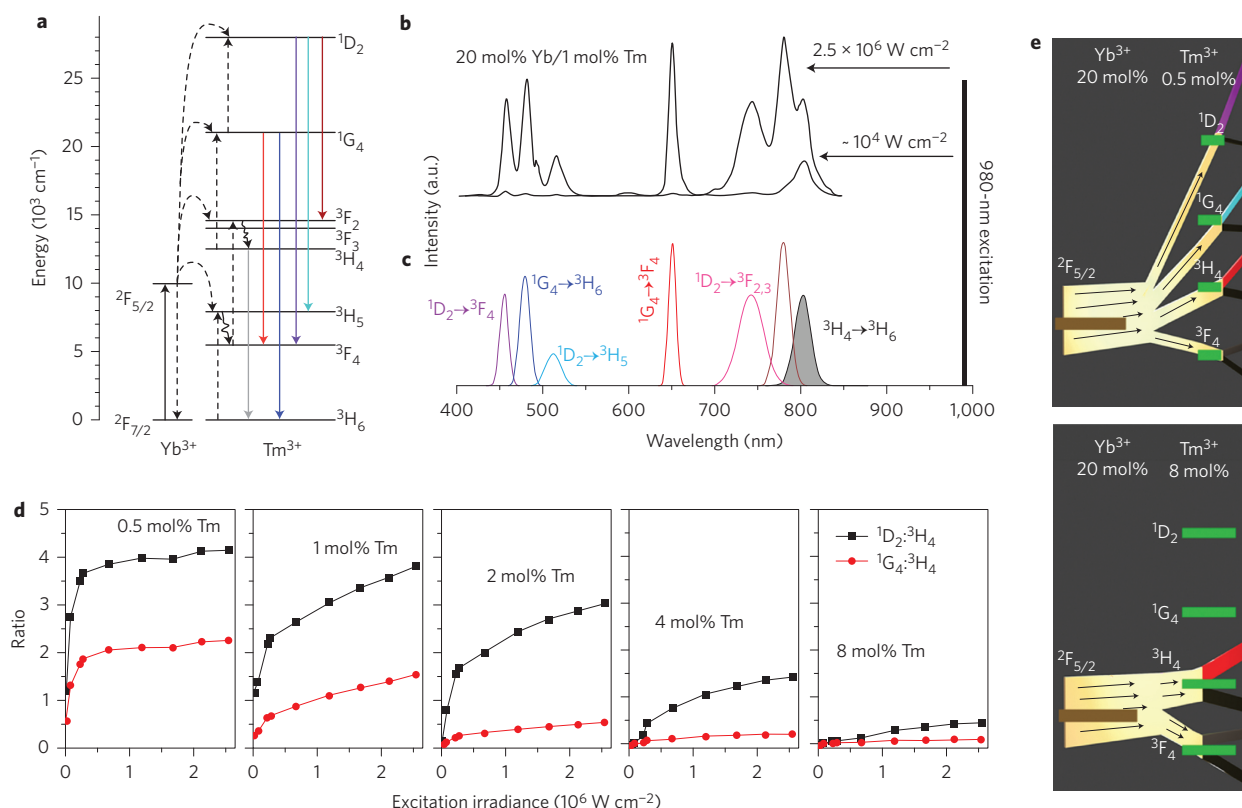 a
Energy (10³ cm⁻¹)
25
20
15
10
5
0
¹D₂
¹G₄
³F₂
³F₃
³H₄
³H₅
³F₄
³H₆
²F₅/₂
²F₇/₂
Yb³⁺
Tm³⁺
b
20 mol% Yb/1 mol% Tm
2.5 × 10⁶ W cm⁻²
~ 10⁴ W cm⁻²
980-nm excitation
Intensity (a.u.)
c
¹D₂→³F₄
¹G₄→³H₆
¹D₂→³H₅
¹G₄→³F₄
¹D₂→³F₂,₃
³H₄→³H₆
400 500 600 700 800 900 1,000
Wavelength (nm)
d
Ratio
5
4
3
2
1
0
0.5 mol% Tm
1 mol% Tm
2 mol% Tm
4 mol% Tm
8 mol% Tm
¹D₂:³H₄
¹G₄:³H₄
0 1 2 0 1 2 0 1 2 0 1 2 0 1 2
Excitation irradiance (10⁶ W cm⁻²)
e
Yb³⁺ Tm³⁺
20 mol% 0.5 mol%
¹D₂
¹G₄
²F₅/₂
³H₄
³F₄
Yb³⁺ Tm³⁺
20 mol% 8 mol%
¹D₂
¹G₄
²F₅/₂
³H₄
³F₄